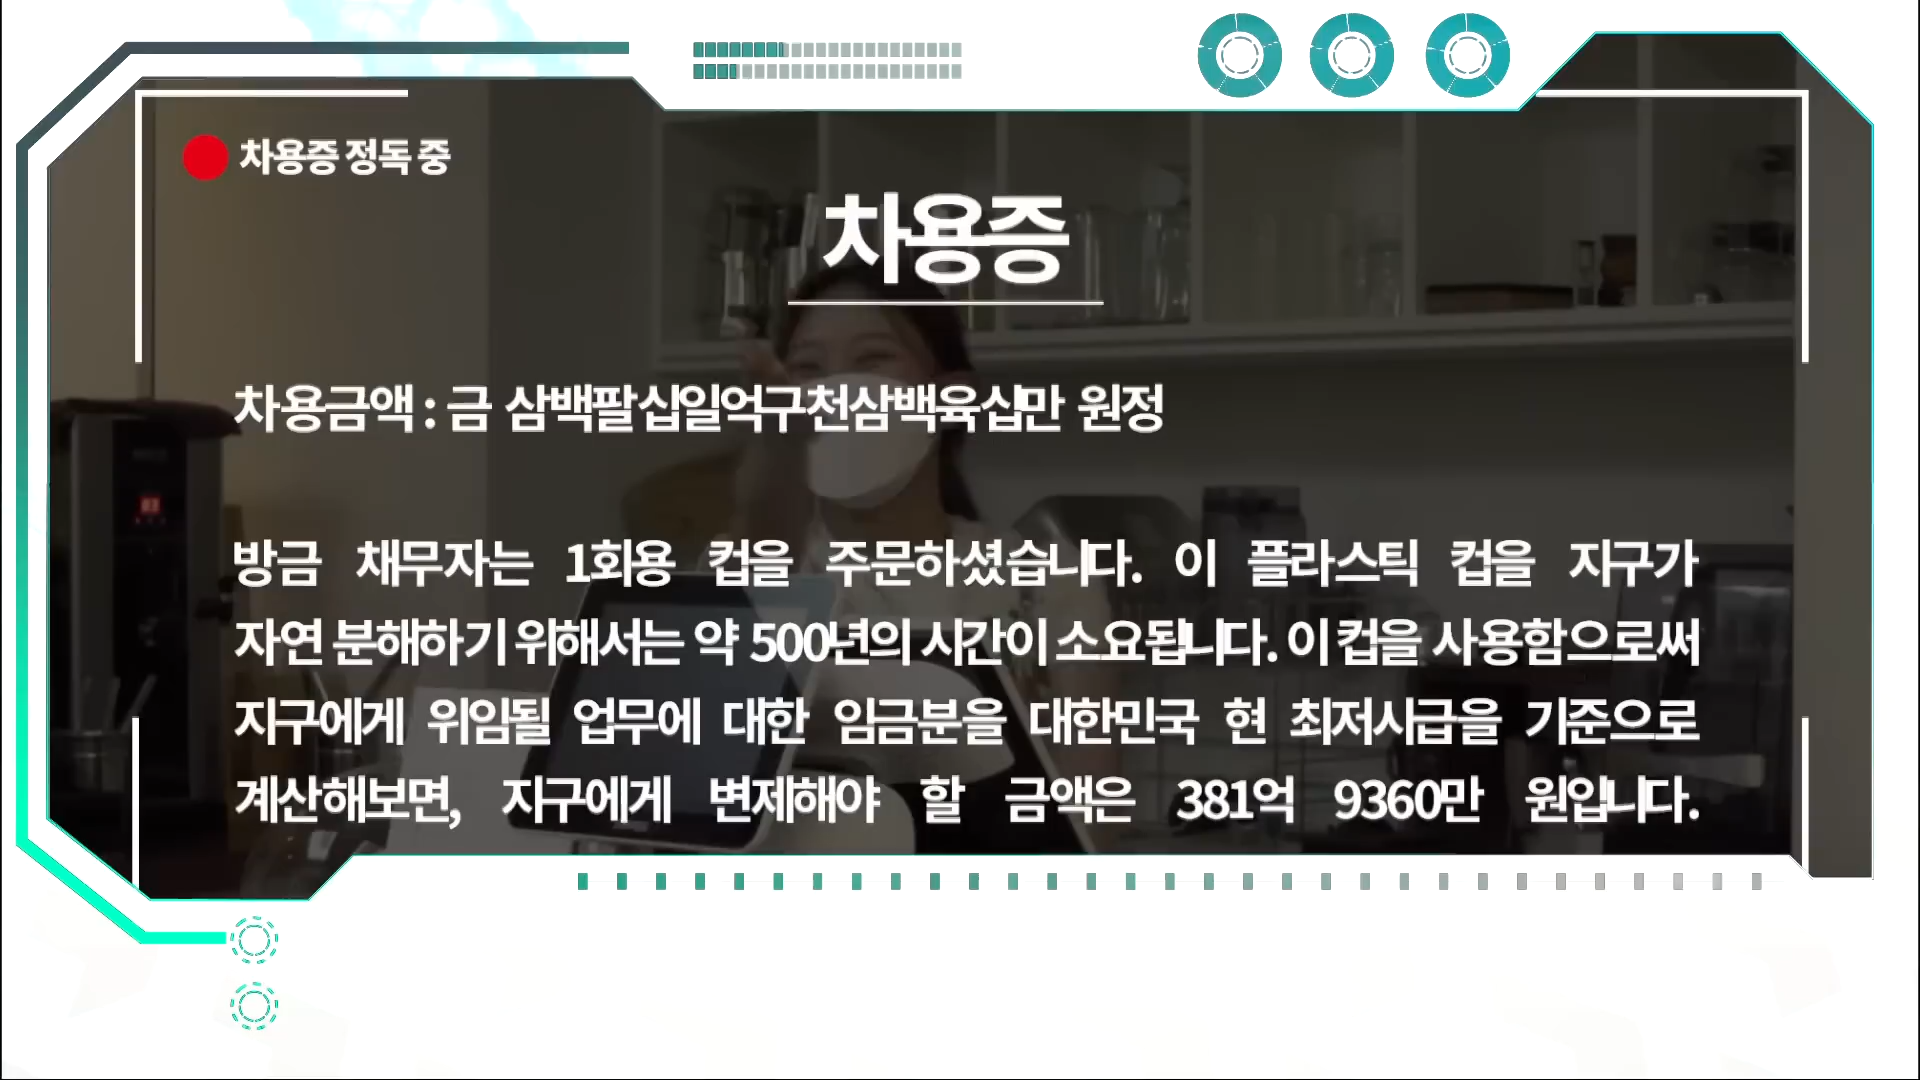 차용증 정독 중
차용증
차용금액 : 금 삼백팔십일억구천삼백육십만 원정
방금 채무자는 1회용 컵을 주문하셨습니다. 이 플라스틱 컵을 지구가
자연 분해하기 위해서는 약 500년의 시간이 소요됩니다. 이 컵을 사용함으로써
지구에게 위임될 업무에 대한 임금분을 대한민국 현 최저시급을 기준으로
계산해보면, 지구에게 변제해야 할 금액은 381억 9360만 원입니다.